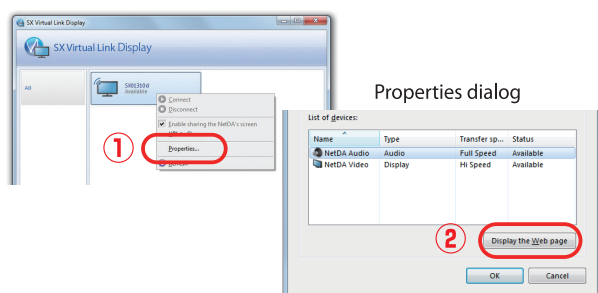 SX Virtual Link Display
SX Virtual Link Display
All
SX01310d
Available
Connect
Disconnect
Enable sharing the NetDA's screen
Properties...
①
Properties dialog
List of devices:
Name Type Transfer sp... Status
NetDA Audio Audio Full Speed Available
NetDA Video Display Hi Speed Available
②
Display the Web page
OK Cancel